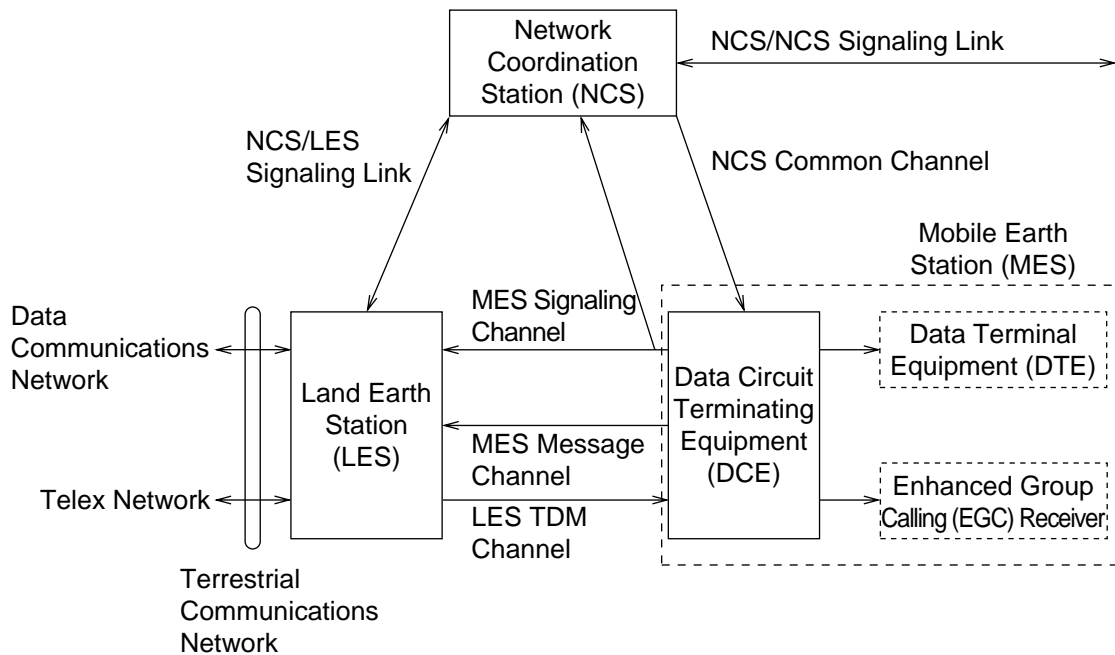 Network
Coordination
Station (NCS)
NCS/NCS Signaling Link
NCS/LES
Signaling Link
NCS Common Channel
Mobile Earth
Station (MES)
Data
Communications
Network
MES Signaling
Channel
Data Terminal
Equipment (DTE)
Land Earth
Station
(LES)
Data Circuit
Terminating
Equipment
(DCE)
MES Message
Channel
Telex Network
LES TDM
Channel
Enhanced Group
Calling (EGC) Receiver
Terrestrial
Communications
Network